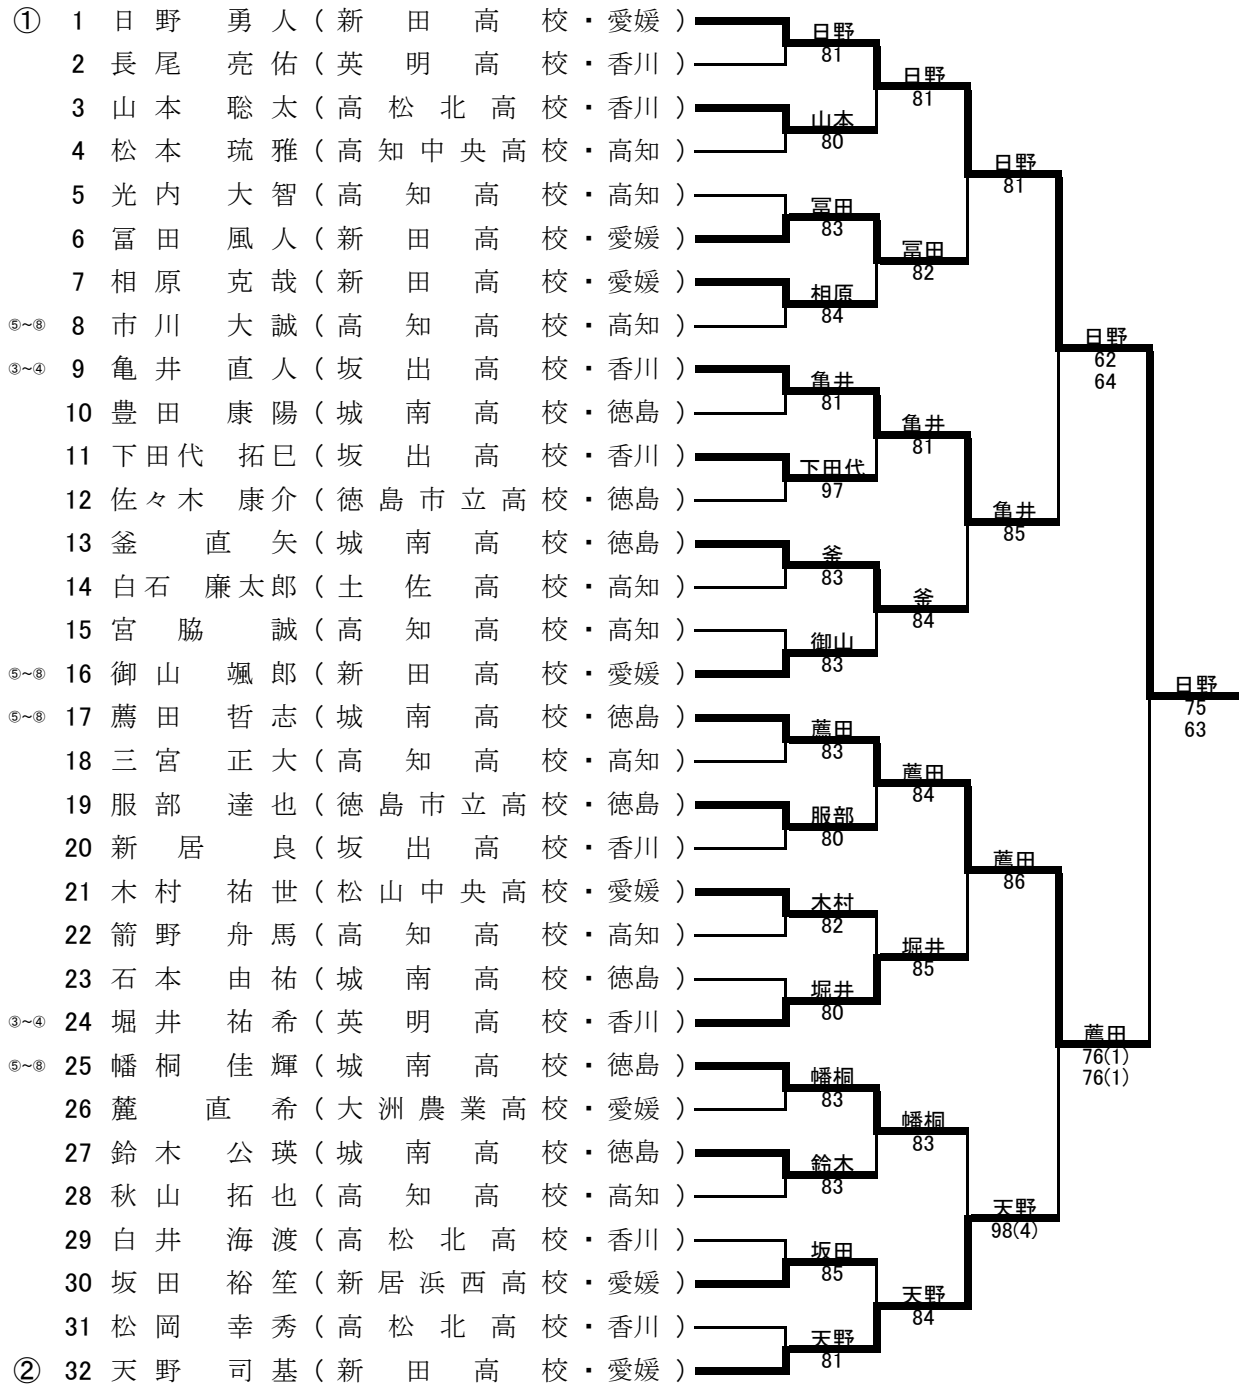 ① 1 日野 勇人(新田高校・愛媛)
2 長尾 亮佑(英明高校・香川)
3 山本 聡太(高松北高校・香川)
4 松本 琉雅(高知中央高校・高知)
5 光内 大智(高知高校・高知)
6 冨田 風人(新田高校・愛媛)
7 相原 克哉(新田高校・愛媛)
⑤~⑧ 8 市川 大誠(高知高校・高知)
③~④ 9 亀井 直人(坂出高校・香川)
10 豊田 康陽(城南高校・徳島)
11 下田代 拓巳(坂出高校・香川)
12 佐々木 康介(徳島市立高校・徳島)
13 釜 直矢(城南高校・徳島)
14 白石 廉太郎(土佐高校・高知)
15 宮脇 誠(高知高校・高知)
⑤~⑧ 16 御山 颯郎(新田高校・愛媛)
⑤~⑧ 17 薦田 哲志(城南高校・徳島)
18 三宮 正大(高知高校・高知)
19 服部 達也(徳島市立高校・徳島)
20 新居 良(坂出高校・香川)
21 木村 祐世(松山中央高校・愛媛)
22 箭野 舟馬(高知高校・高知)
23 石本 由祐(城南高校・徳島)
③~④ 24 堀井 祐希(英明高校・香川)
⑤~⑧ 25 幡桐 佳輝(城南高校・徳島)
26 麓 直希(大洲農業高校・愛媛)
27 鈴木 公瑛(城南高校・徳島)
28 秋山 拓也(高知高校・高知)
29 白井 海渡(高松北高校・香川)
30 坂田 裕笙(新居浜西高校・愛媛)
31 松岡 幸秀(高松北高校・香川)
② 32 天野 司基(新田高校・愛媛)
日野
81
山本
80
冨田
83
相原
84
亀井
81
下田代
97
釜
83
御山
83
薦田
83
服部
80
木村
82
堀井
80
幡桐
83
鈴木
83
坂田
85
天野
81
日野
81
冨田
82
亀井
81
釜
84
薦田
84
堀井
85
幡桐
83
天野
84
日野
81
亀井
85
薦田
86
天野
98(4)
日野
62
64
薦田
76(1)
76(1)
日野
75
63